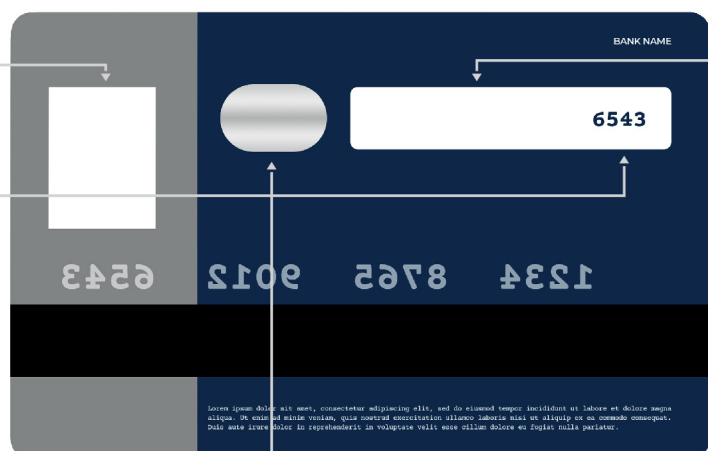 BANK NAME
6543
6543 9012 8765 1234
Lorem ipsum dolor sit amet, consectetur adipiscing elit, sed do eiusmod tempor incididunt ut labore et dolore magna
aliqua. Ut enim ad minim veniam, quis nostrud exercitation ullamco laboris nisi ut aliquip ex ea commodo consequat.
Duis aute irure dolor in reprehenderit in voluptate velit esse cillum dolore eu fugiat nulla pariatur.